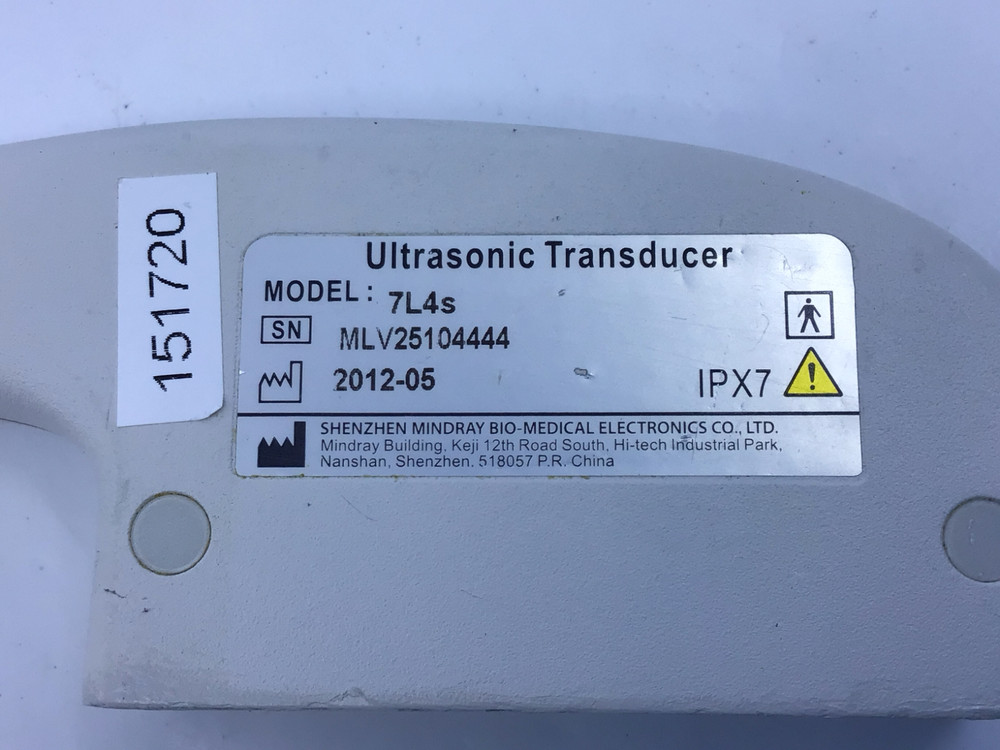 151720
Ultrasonic Transducer
MODEL: 7L4s
SN MLV25104444
2012-05
IPX7
SHENZHEN MINDRAY BIO-MEDICAL ELECTRONICS CO., LTD.
Mindray Building, Keji 12th Road South, Hi-tech Industrial Park,
Nanshan, Shenzhen. 518057 P.R. China